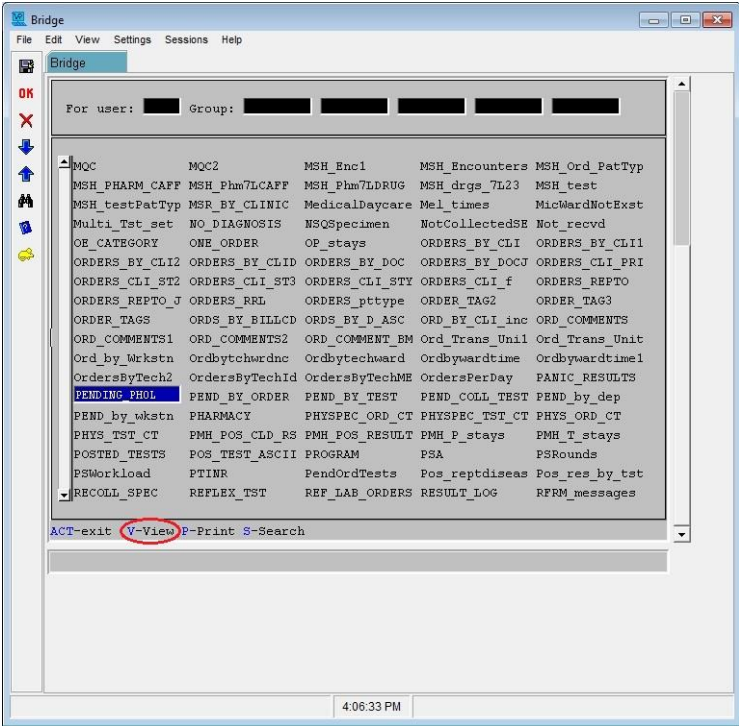 Bridge
File Edit View Settings Sessions Help
Bridge
OK
For user: Group:
MQC MQC2 MSH_Enc1 MSH_Encounters MSH_Ord_PatTyp
MSH_PHARM_CAFF MSH_Phm7LCAFF MSH_Phm7LDRUG MSH_drgs_7L23 MSH_test
MSH_testPatTyp MSR_BY_CLINIC MedicalDaycare Mel_times MicWardNotExst
Multi_Tst_set NO_DIAGNOSIS NSQSpecimen NotCollectedSE Not_recvd
OE_CATEGORY ONE_ORDER OP_stays ORDERS_BY_CLI ORDERS_BY_CLI1
ORDERS_BY_CLI2 ORDERS_BY_CLID ORDERS_BY_DOC ORDERS_BY_DOCJ ORDERS_CLI_PRI
ORDERS_CLI_ST2 ORDERS_CLI_ST3 ORDERS_CLI_STY ORDERS_CLI_f ORDERS_REPTO
ORDERS_REPTO_J ORDERS_RRL ORDERS_pttype ORDER_TAG2 ORDER_TAG3
ORDER_TAGS ORDS_BY_BILLCD ORDS_BY_D_ASC ORD_BY_CLI_inc ORD_COMMENTS
ORD_COMMENTS1 ORD_COMMENTS2 ORD_COMMENT_BM Ord_Trans_Uni1 Ord_Trans_Unit
Ord_by_Wrkstn Ordbytchwrdnc Ordbytechward Ordbywardtime Ordbywardtime1
OrdersByTech2 OrdersByTechId OrdersByTechME OrdersPerDay PANIC_RESULTS
PENDING_PHOL PEND_BY_ORDER PEND_BY_TEST PEND_COLL_TEST PEND_by_dep
PEND_by_wkstn PHARMACY PHYSPEC_ORD_CT PHYSPEC_TST_CT PHYS_ORD_CT
PHYS_TST_CT PMH_POS_CLD_RS PMH_POS_RESULT PMH_P_stays PMH_T_stays
POSTED_TESTS POS_TEST_ASCII PROGRAM PSA PSRounds
PSWorkload PTINR PendOrdTests Pos_reptdiseas Pos_res_by_tst
RECOLL_SPEC REFLEX_TST REF_LAB_ORDERS RESULT_LOG RFRM_messages
ACT-exit V-View P-Print S-Search
4:06:33 PM